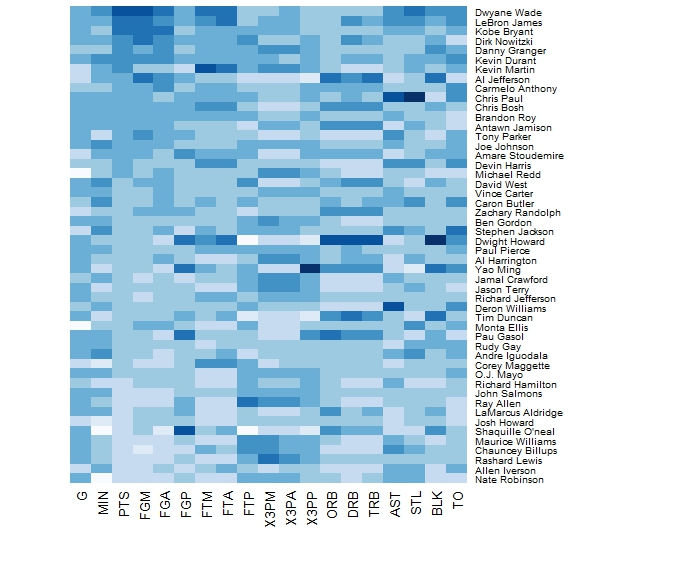 Dwyane Wade
LeBron James
Kobe Bryant
Dirk Nowitzki
Danny Granger
Kevin Durant
Kevin Martin
Al Jefferson
Carmelo Anthony
Chris Paul
Chris Bosh
Brandon Roy
Antawn Jamison
Tony Parker
Joe Johnson
Amare Stoudemire
Devin Harris
Michael Redd
David West
Vince Carter
Caron Butler
Zachary Randolph
Ben Gordon
Stephen Jackson
Dwight Howard
Paul Pierce
Al Harrington
Yao Ming
Jamal Crawford
Jason Terry
Richard Jefferson
Deron Williams
Tim Duncan
Monta Ellis
Pau Gasol
Rudy Gay
Andre Iguodala
Corey Maggette
O.J. Mayo
Richard Hamilton
John Salmons
Ray Allen
LaMarcus Aldridge
Josh Howard
Shaquille O'neal
Maurice Williams
Chauncey Billups
Rashard Lewis
Allen Iverson
Nate Robinson
G MIN PTS FGM FGA FGP FTM FTA FTP X3PM X3PA X3PP ORB DRB TRB AST STL BLK TO